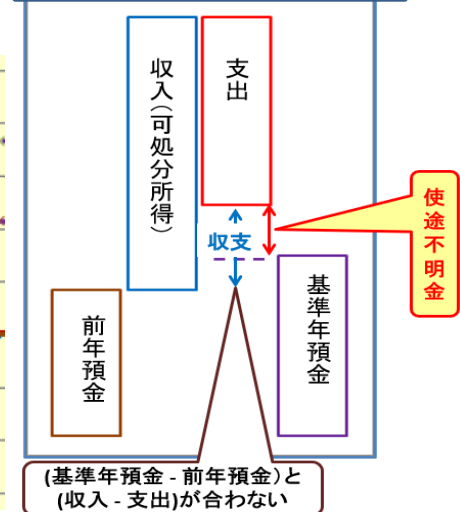 収入(可処分所得)
支出
使途不明金
収支
前年預金
基準年預金
(基準年預金 - 前年預金)と
(収入 - 支出)が合わない